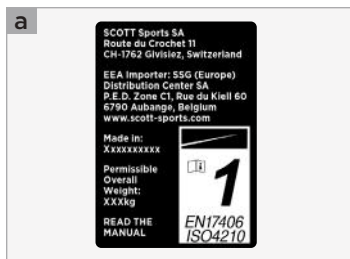 a
SCOTT Sports SA
Route du Crochet 11
CH-1762 Givisiez, Switzerland
EEA Importer: SSG (Europe)
Distribution Center SA
P.E.D. Zone C1, Rue du Kiell 60
6790 Aubange, Belgium
www.scott-sports.com
Made in:
Xxxxxxxxxx
Permissible
Overall
Weight:
XXXkg
READ THE
MANUAL
1
EN17406
ISO4210